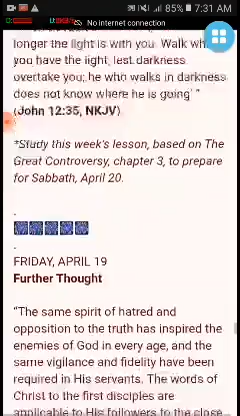 85% 7:31 AM
No internet connection
longer the light is with you. Walk
you have the light, lest darkness
overtake you; he who walks in darkness
does not know where he is going' "
(John 12:35, NKJV)
*Study this week's lesson, based on The
Great Controversy, chapter 3, to prepare
for Sabbath, April 20.
.
.
FRIDAY, APRIL 19
Further Thought
"The same spirit of hatred and
opposition to the truth has inspired the
enemies of God in every age, and the
same vigilance and fidelity have been
required in His servants. The words of
Christ to the first disciples are
applicable to His followers to the close